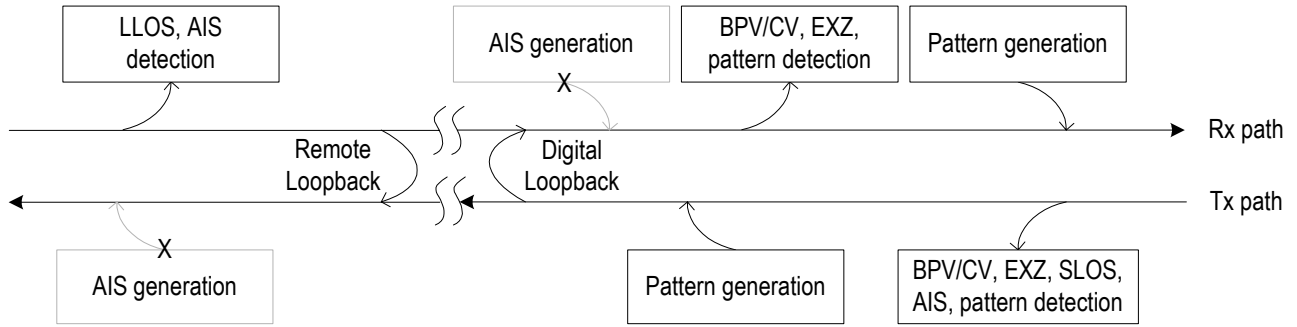 LLOS, AIS
detection
AIS generation
BPV/CV, EXZ,
pattern detection
Pattern generation
X
Rx path
Remote
Loopback
Digital
Loopback
Tx path
X
AIS generation
Pattern generation
BPV/CV, EXZ, SLOS,
AIS, pattern detection